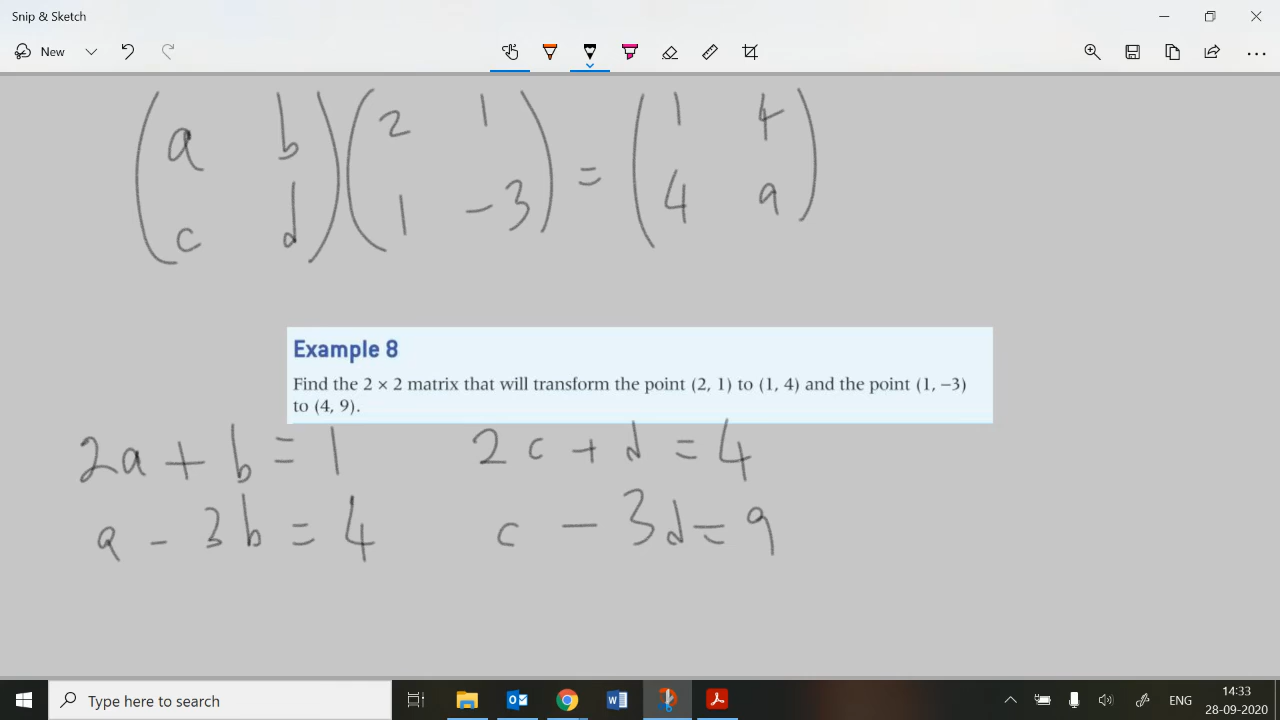 Snip & Sketch
New
a b 2 1 = 1 4
c d 1 -3 4 9
Example 8
Find the 2 × 2 matrix that will transform the point (2, 1) to (1, 4) and the point (1, −3)
to (4, 9).
2a + b = 1 2c + d = 4
a - 3b = 4 c - 3d = 9
Type here to search
ENG
14:33
28-09-2020